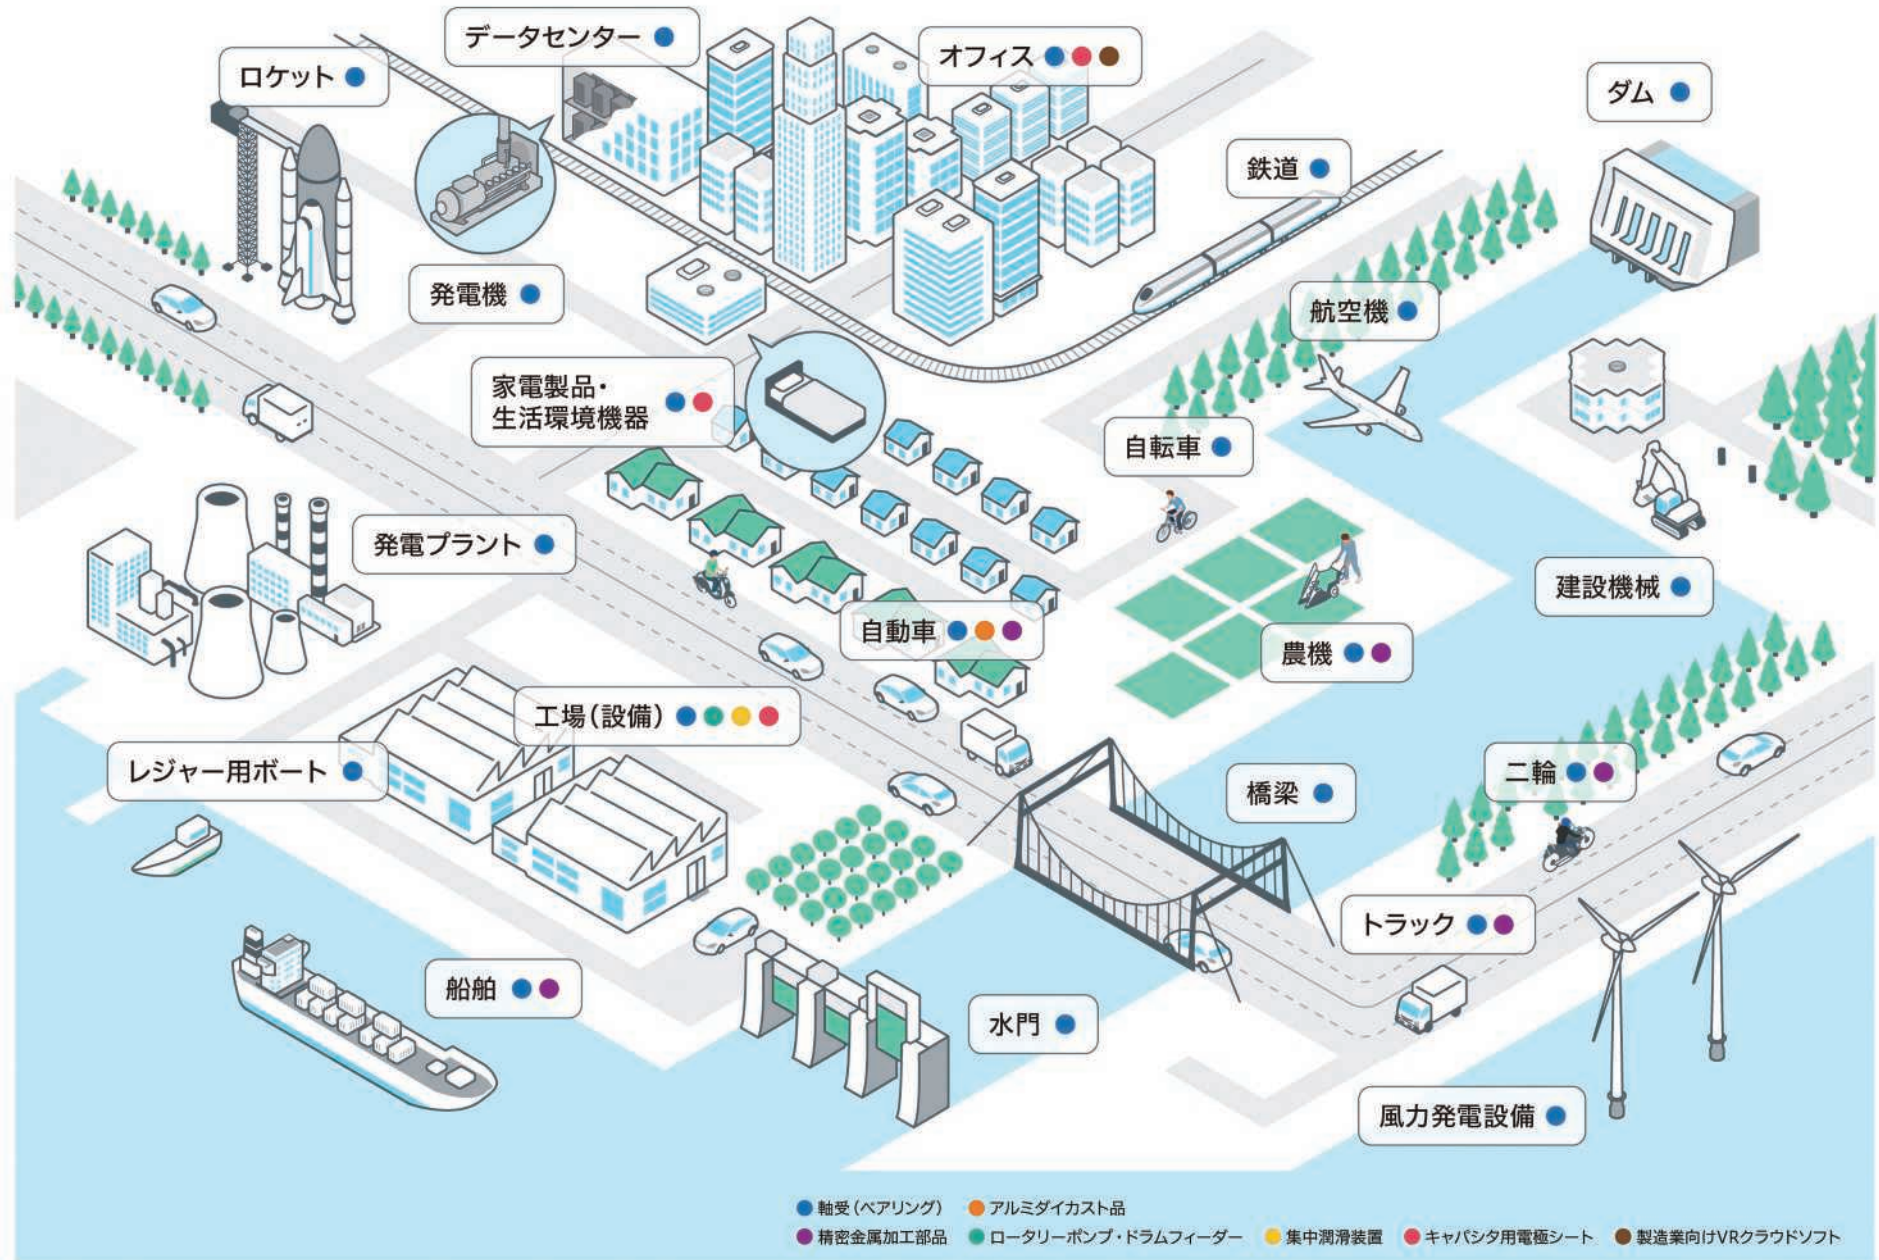 データセンター
オフィス
ロケット
ダム
鉄道
発電機
航空機
家電製品・
生活環境機器
自転車
発電プラント
建設機械
自動車
農機
工場(設備)
レジャー用ボート
橋梁
二輪
トラック
船舶
水門
風力発電設備
軸受(ベアリング) アルミダイカスト品
精密金属加工部品 ロータリーポンプ・ドラムフィーダー 集中潤滑装置 キャパシタ用電極シート 製造業向けVRクラウドソフト